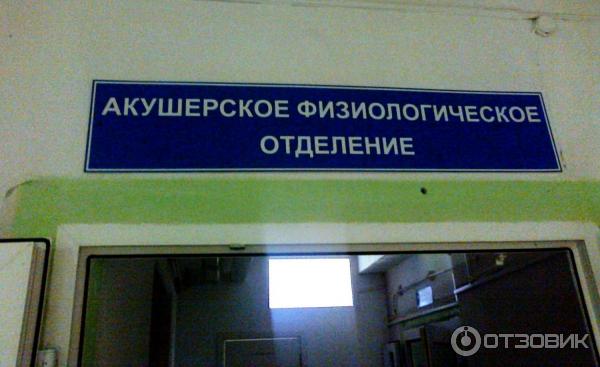 АКУШЕРСКОЕ ФИЗИОЛОГИЧЕСКОЕ
ОТДЕЛЕНИЕ
ОТЗОВИК